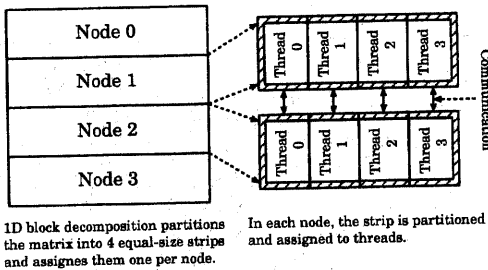 Node 0
Node 1
Node 2
Node 3
Thread 0
Thread 1
Thread 2
Thread 3
Thread 0
Thread 1
Thread 2
Thread 3
Communication
1D block decomposition partitions
the matrix into 4 equal-size strips
and assignes them one per node.
In each node, the strip is partitioned
and assigned to threads.